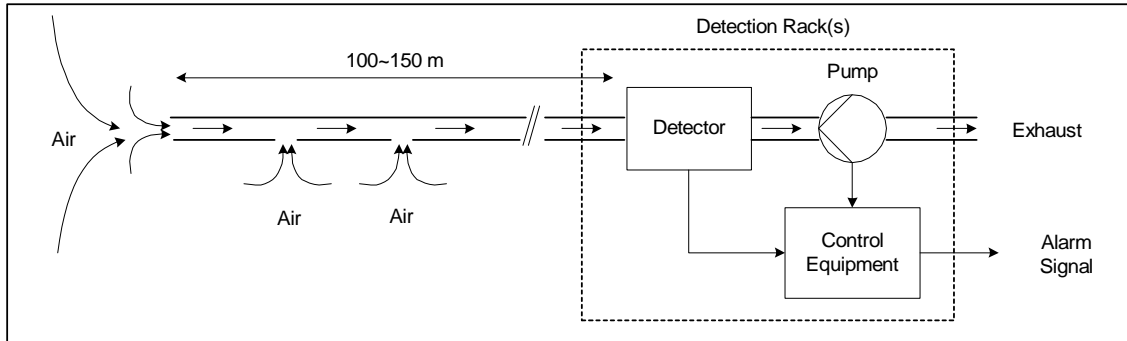 Detection Rack(s)
100~150 m
Pump
Air
Detector
Exhaust
Air
Air
Control
Equipment
Alarm
Signal